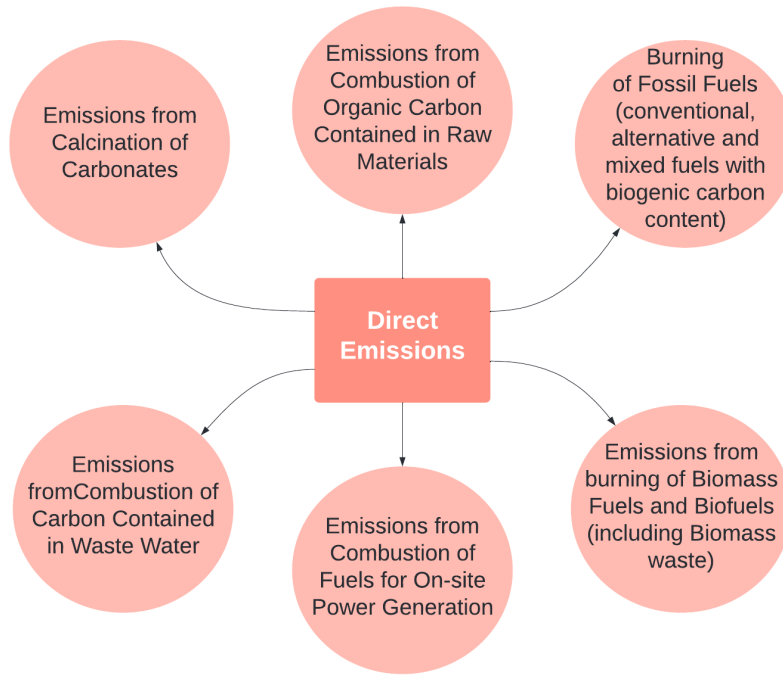 Emissions from
Calcination of
Carbonates
Emissions from
Combustion of
Organic Carbon
Contained in Raw
Materials
Burning
of Fossil Fuels
(conventional,
alternative and
mixed fuels with
biogenic carbon
content)
Direct
Emissions
Emissions
fromCombustion of
Carbon Contained
in Waste Water
Emissions from
Combustion of
Fuels for On-site
Power Generation
Emissions from
burning of Biomass
Fuels and Biofuels
(including Biomass
waste)